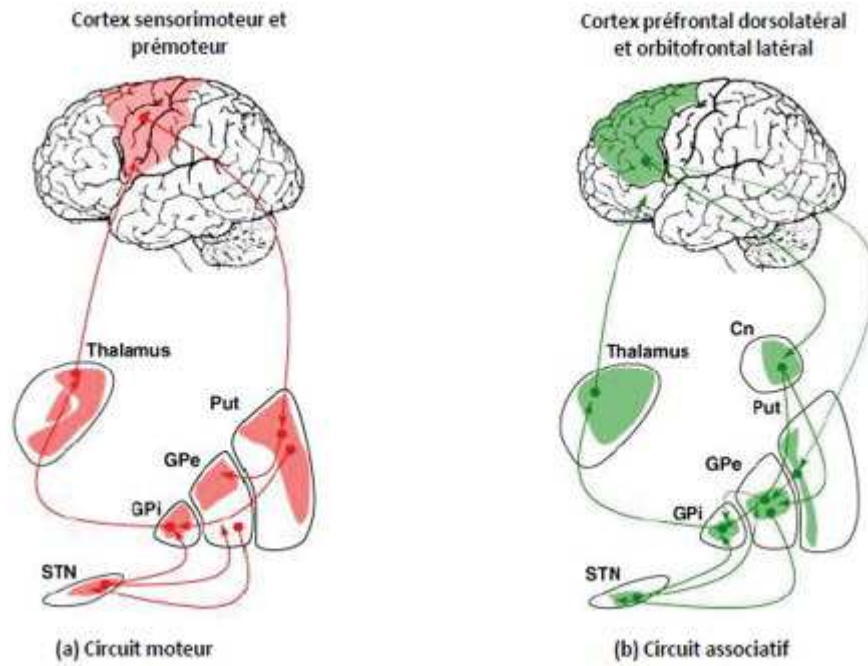 Cortex sensorimoteur et
prémoteur
Thalamus
Put
GPe
GPi
STN
(a) Circuit moteur
Cortex préfrontal dorsolatéral
et orbitofrontal latéral
Cn
Thalamus
Put
GPe
GPi
STN
(b) Circuit associatif